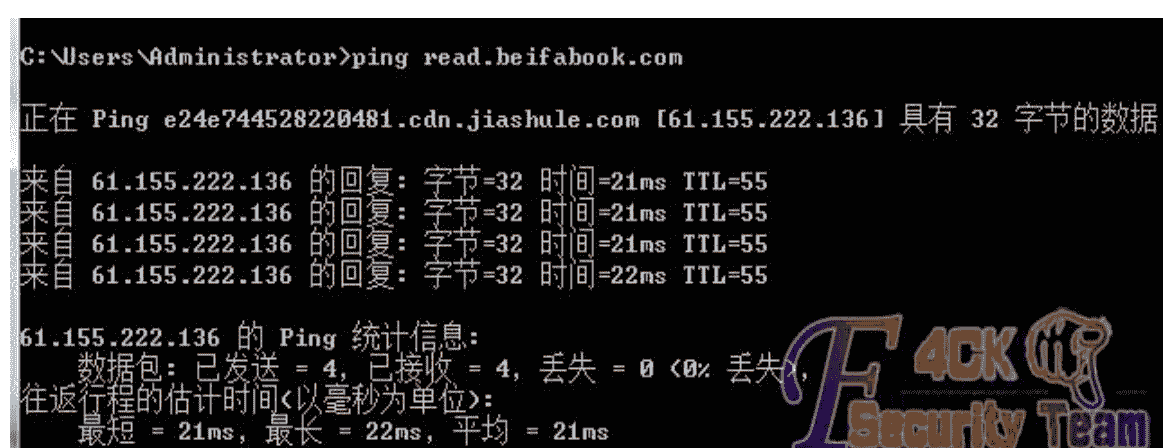 C:\Users\Administrator>ping read.beifabook.com
正在 Ping e24e744528220481.cdn.jiashule.com [61.155.222.136] 具有 32 字节的数据
来自 61.155.222.136 的回复: 字节=32 时间=21ms TTL=55
来自 61.155.222.136 的回复: 字节=32 时间=21ms TTL=55
来自 61.155.222.136 的回复: 字节=32 时间=21ms TTL=55
来自 61.155.222.136 的回复: 字节=32 时间=22ms TTL=55
61.155.222.136 的 Ping 统计信息:
数据包: 已发送 = 4, 已接收 = 4, 丢失 = 0 (0% 丢失),
往返行程的估计时间(以毫秒为单位):
最短 = 21ms, 最长 = 22ms, 平均 = 21ms
F4CK
Security Team